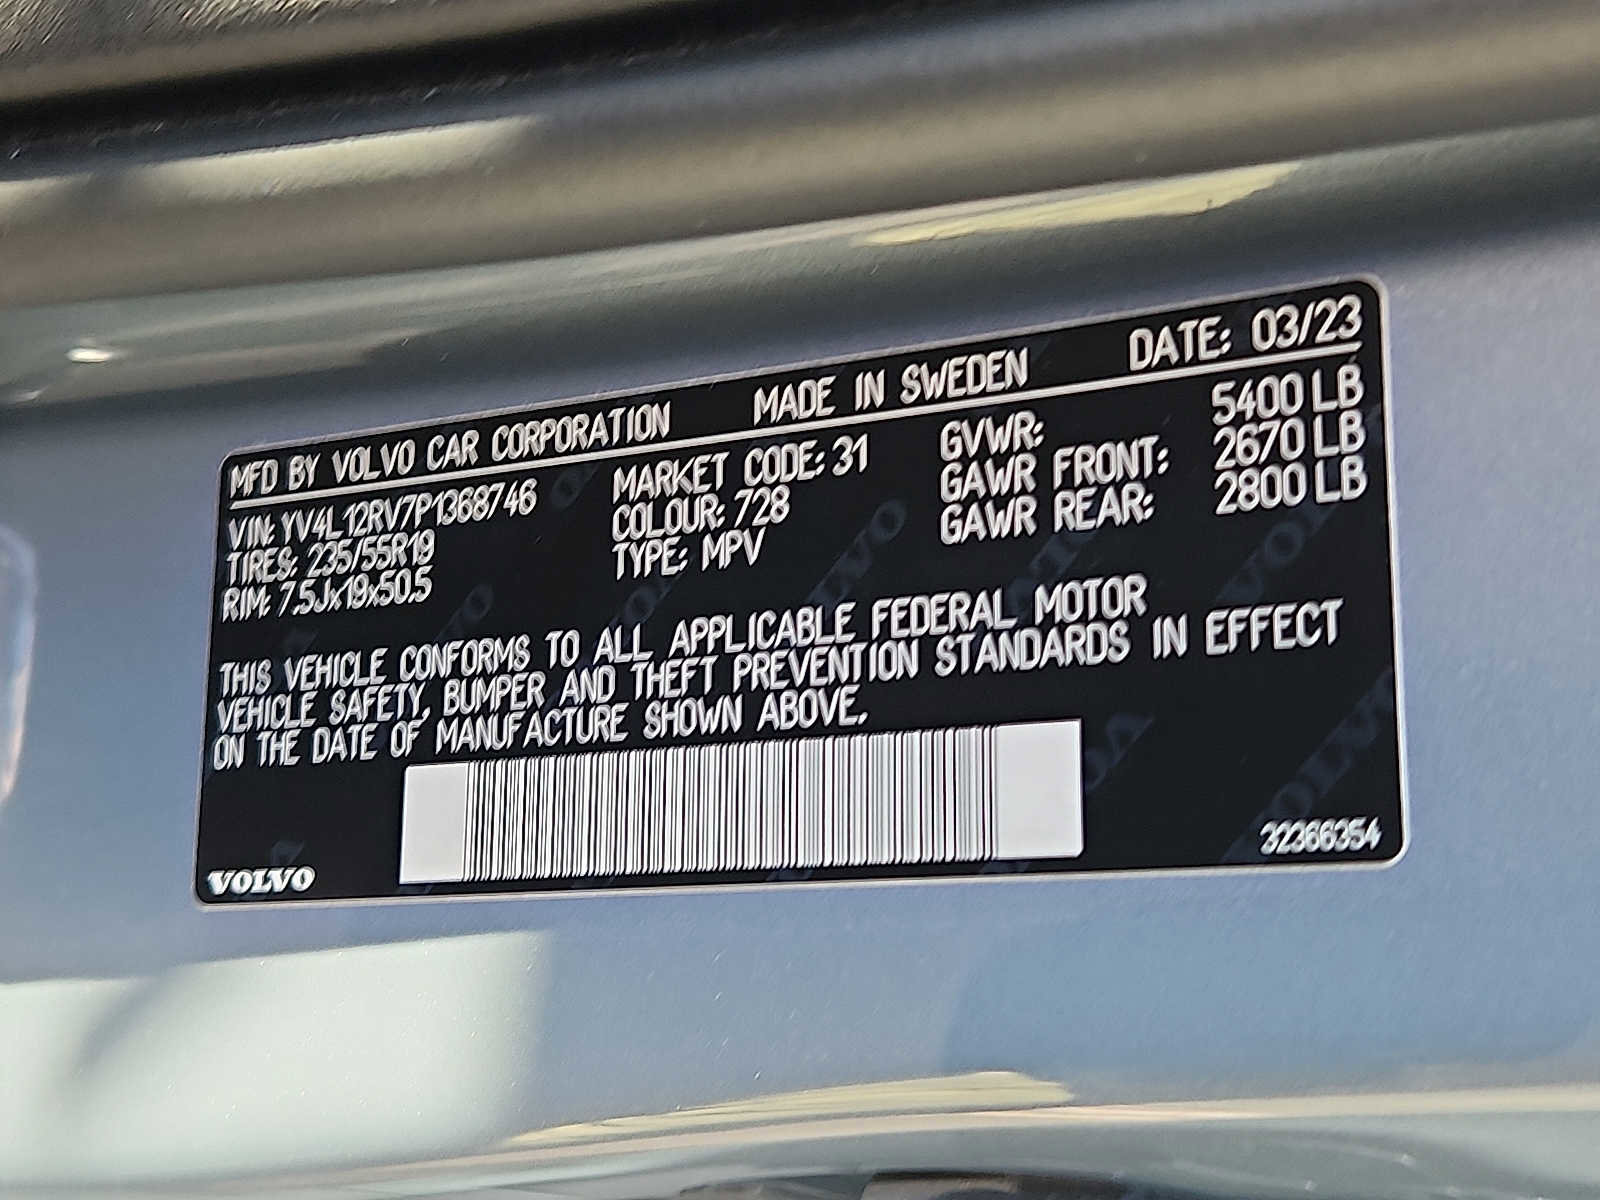 MFD BY VOLVO CAR CORPORATION MADE IN SWEDEN DATE: 03/23
VIN: YV4L12RV7P1368746 MARKET CODE: 31 GVWR: 5400 LB
TIRES: 235/55R19 COLOUR: 728 GAWR FRONT: 2670 LB
RIM: 7.5Jx19x50.5 TYPE: MPV GAWR REAR: 2800 LB
THIS VEHICLE CONFORMS TO ALL APPLICABLE FEDERAL MOTOR
VEHICLE SAFETY, BUMPER AND THEFT PREVENTION STANDARDS IN EFFECT
ON THE DATE OF MANUFACTURE SHOWN ABOVE.
VOLVO 32366354